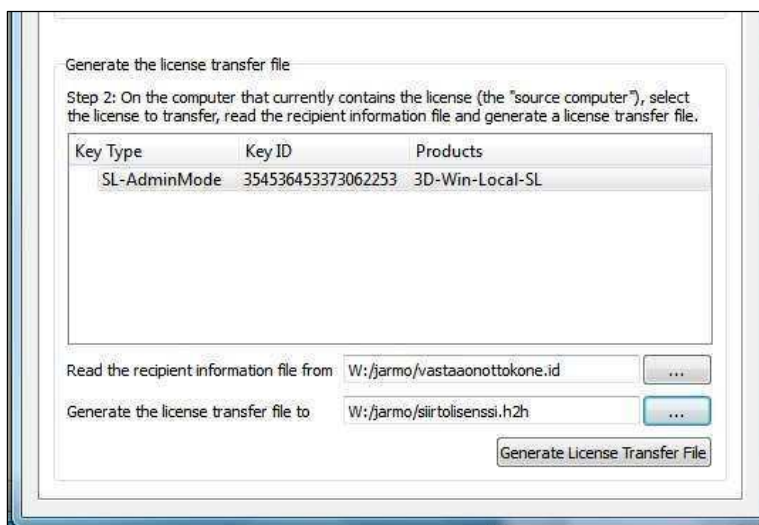 Generate the license transfer file
Step 2: On the computer that currently contains the license (the "source computer"), select
the license to transfer, read the recipient information file and generate a license transfer file.
Key Type Key ID Products
SL-AdminMode 354536453373062253 3D-Win-Local-SL
Read the recipient information file from W:/jarmo/vastaaonottokone.id ...
Generate the license transfer file to W:/jarmo/siirtolisenssi.h2h ...
Generate License Transfer File